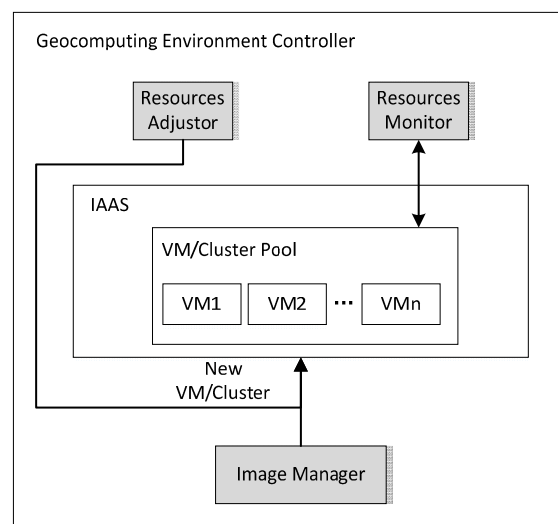 Geocomputing Environment Controller
Resources
Adjustor
Resources
Monitor
IAAS
VM/Cluster Pool
VM1
VM2
...
VMn
New
VM/Cluster
Image Manager